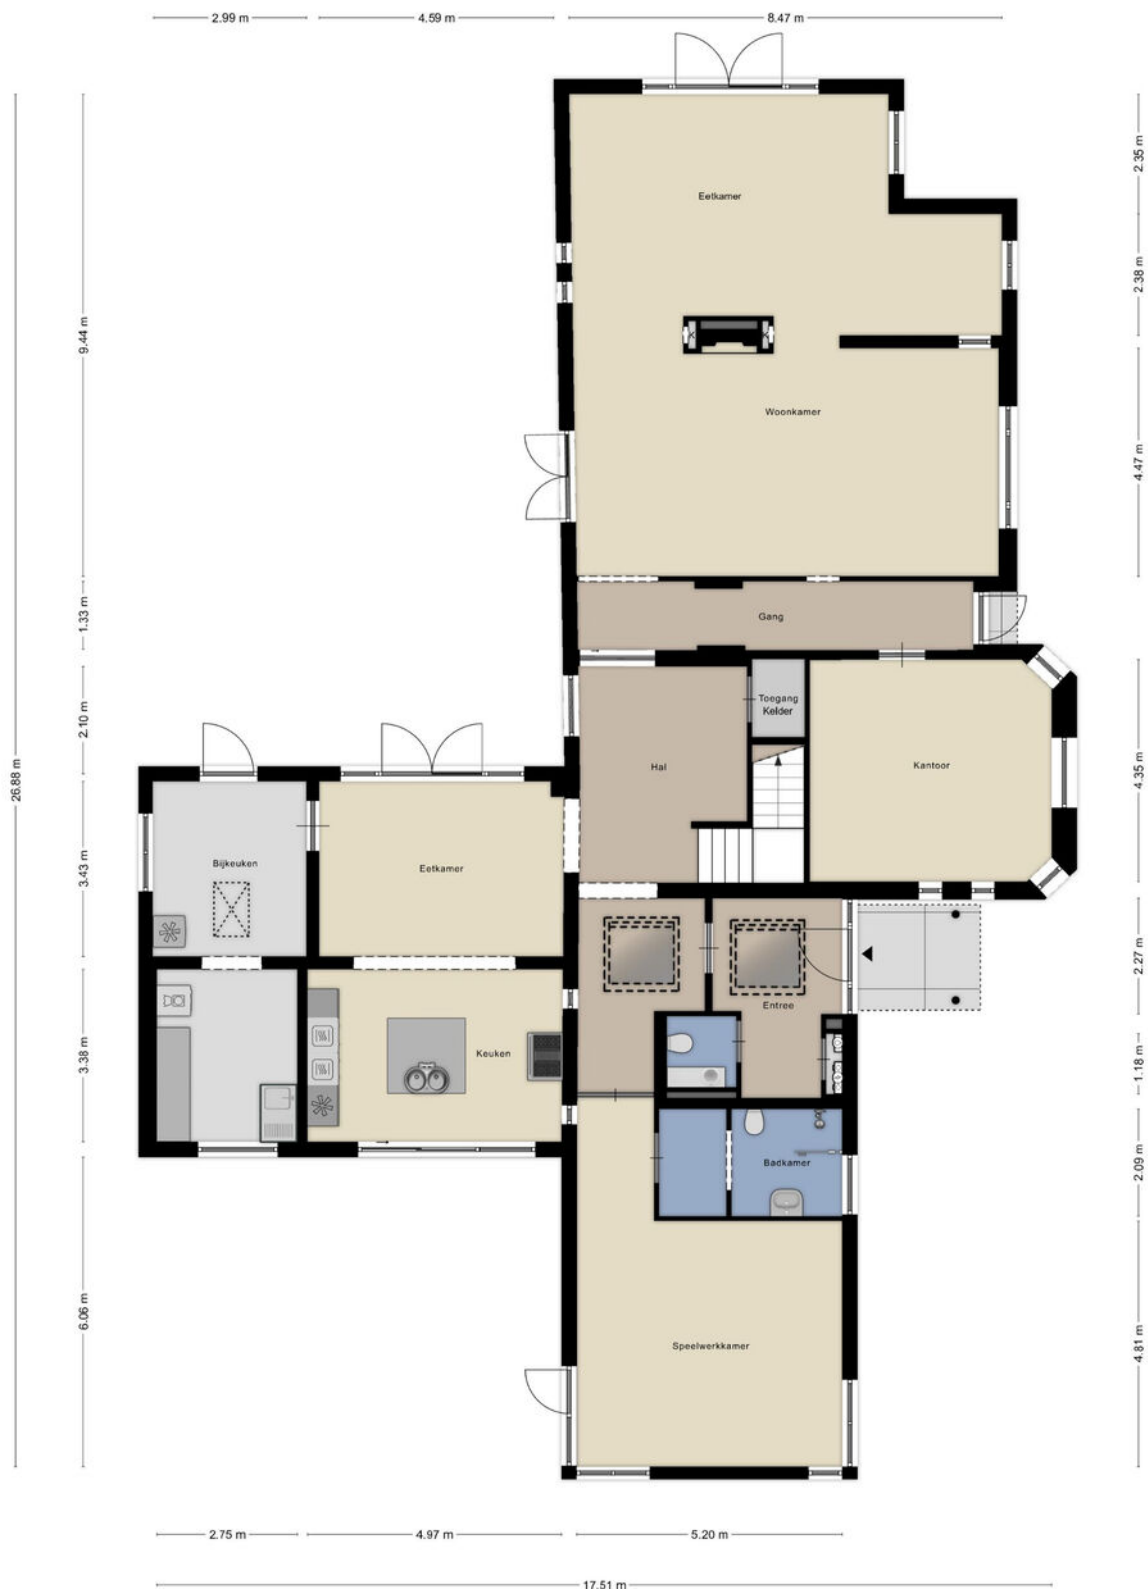 2.99 m
4.59 m
8.47 m
2.35 m
Eetkamer
2.38 m
9.44 m
Woonkamer
4.47 m
1.33 m
Gang
Toegang
Kelder
2.10 m
Hal
Kantoor
4.35 m
26.88 m
Bijkeuken
Eetkamer
3.43 m
2.27 m
Entree
Keuken
3.38 m
1.18 m
Badkamer
2.09 m
6.06 m
Speelwerkkamer
4.81 m
2.75 m
4.97 m
5.20 m
17.51 m